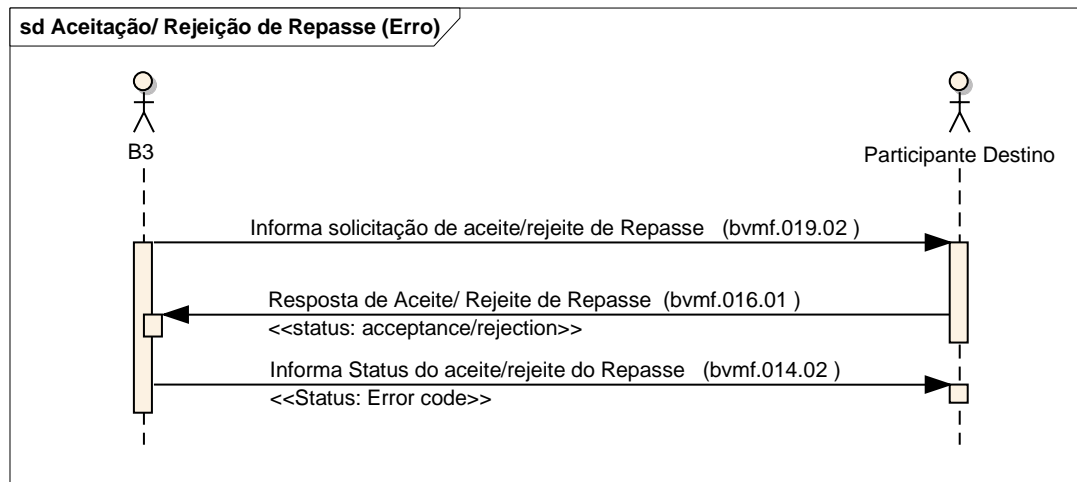 sd Aceitação/ Rejeição de Repasse (Erro)
B3
Participante Destino
Informa solicitação de aceite/rejeite de Repasse (bvmf.019.02 )
Resposta de Aceite/ Rejeite de Repasse (bvmf.016.01 )
<<status: acceptance/rejection>>
Informa Status do aceite/rejeite do Repasse (bvmf.014.02 )
<<Status: Error code>>